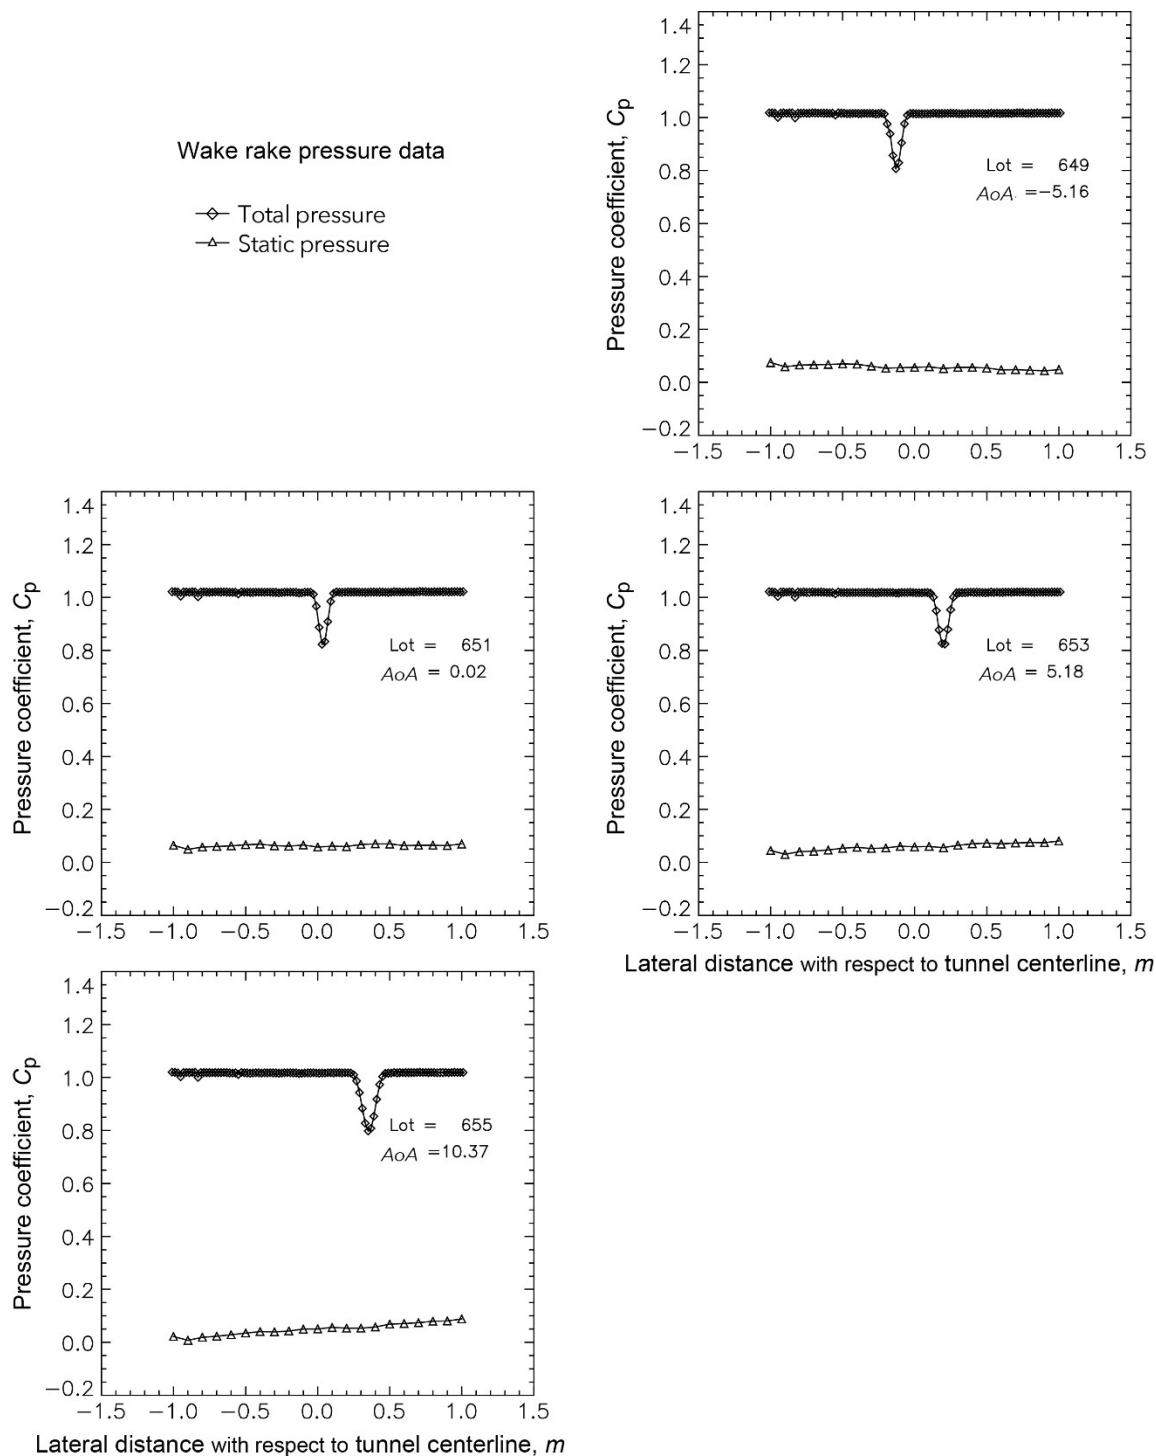 Wake rake pressure data
Total pressure
Static pressure
Pressure coefficient, Cp
1.4
1.2
1.0
0.8
0.6
0.4
0.2
0.0
−0.2
−1.5 −1.0 −0.5 0.0 0.5 1.0 1.5
Lot = 649
AoA =−5.16
Pressure coefficient, Cp
1.4
1.2
1.0
0.8
0.6
0.4
0.2
0.0
−0.2
−1.5 −1.0 −0.5 0.0 0.5 1.0 1.5
Lot = 651
AoA = 0.02
Pressure coefficient, Cp
1.4
1.2
1.0
0.8
0.6
0.4
0.2
0.0
−0.2
−1.5 −1.0 −0.5 0.0 0.5 1.0 1.5
Lot = 653
AoA = 5.18
Lateral distance with respect to tunnel centerline, m
Pressure coefficient, Cp
1.4
1.2
1.0
0.8
0.6
0.4
0.2
0.0
−0.2
−1.5 −1.0 −0.5 0.0 0.5 1.0 1.5
Lot = 655
AoA =10.37
Lateral distance with respect to tunnel centerline, m